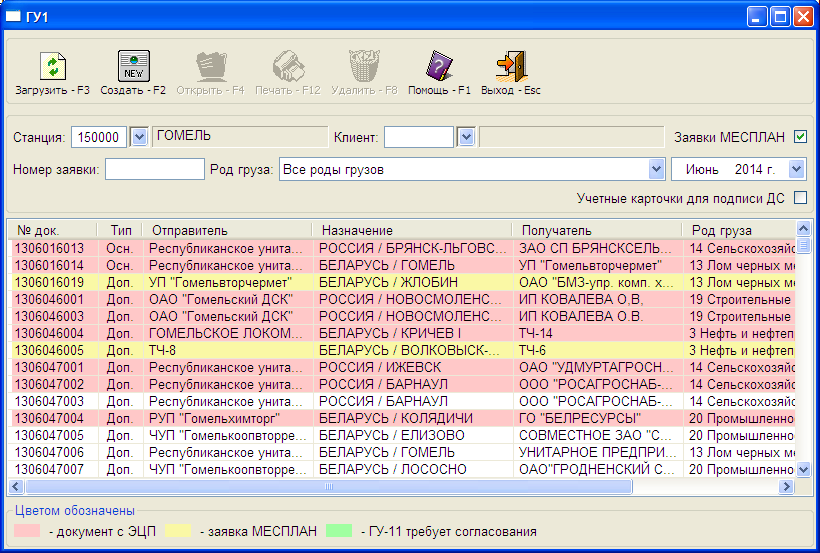 ГУ1
Загрузить - F3 Создать - F2 Открыть - F4 Печать - F12 Удалить - F8 Помощь - F1 Выход - Esc
NEW
Станция: 150000 ГОМЕЛЬ Клиент: Заявки МЕСПЛАН
Номер заявки: Род груза: Все роды грузов Июнь 2014 г.
Учетные карточки для подписи ДС
№ док. Тип Отправитель Назначение Получатель Род груза
1306016013 Осн. Республиканское унита... РОССИЯ / БРЯНСК-ЛЬГОВС... ЗАО СП БРЯНСКСЕЛЬ... 14 Сельскохозяйс
1306016014 Осн. Республиканское унита... БЕЛАРУСЬ / ГОМЕЛЬ УП "Гомельвторчермет" 13 Лом черных ме
1306016019 Доп. УП "Гомельвторчермет" БЕЛАРУСЬ / ЖЛОБИН ОАО "БМЗ-упр. комп. х... 13 Лом черных ме
1306046001 Доп. ОАО "Гомельский ДСК" РОССИЯ / НОВОСМОЛЕНС... ИП КОВАЛЕВА О,В, 19 Строительные
1306046003 Доп. ОАО "Гомельский ДСК" РОССИЯ / НОВОСМОЛЕНС... ИП КОВАЛЕВА О.В. 19 Строительные
1306046004 Доп. ГОМЕЛЬСКОЕ ЛОКОМ... БЕЛАРУСЬ / КРИЧЕВ I ТЧ-14 3 Нефть и нефтеп
1306046005 Доп. ТЧ-8 БЕЛАРУСЬ / ВОЛКОВЫСК-... ТЧ-6 3 Нефть и нефтеп
1306047001 Доп. Республиканское унита... РОССИЯ / ИЖЕВСК ОАО "УДМУРТАГРОСН... 14 Сельскохозяйс
1306047002 Доп. Республиканское унита... РОССИЯ / БАРНАУЛ ООО "РОСАГРОСНАБ-... 14 Сельскохозяйс
1306047003 Доп. Республиканское унита... РОССИЯ / БАРНАУЛ ООО "РОСАГРОСНАБ-... 14 Сельскохозяйс
1306047004 Доп. РУП "Гомельхимторг" БЕЛАРУСЬ / КОЛЯДИЧИ ГО "БЕЛРЕСУРСЫ" 20 Промышленно
1306047005 Доп. ЧУП "Гомелькоопвторре... БЕЛАРУСЬ / ЕЛИЗОВО СОВМЕСТНОЕ ЗАО "С... 20 Промышленно
1306047006 Доп. ЧУП "Гомелькоопвторре... БЕЛАРУСЬ / ГОМЕЛЬ УНИТАРНОЕ ПРЕДПРИ... 13 Лом черных ме
1306047007 Доп. ЧУП "Гомелькоопвторре... БЕЛАРУСЬ / ЛОСОСНО ОАО"ГРОДНЕНСКИЙ С... 20 Промышленно
Цветом обозначены
- документ с ЭЦП - заявка МЕСПЛАН - ГУ-11 требует согласования